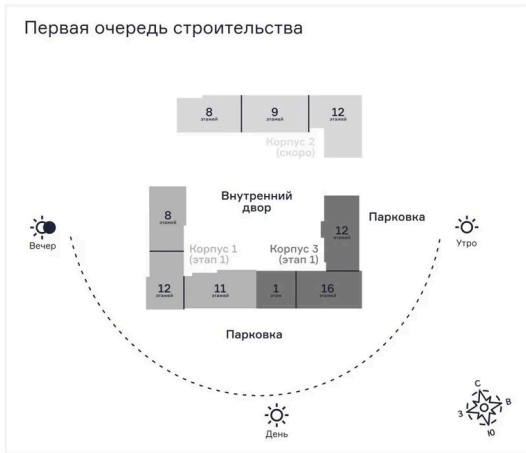 Первая очередь строительства
8
этажей
9
этажей
12
этажей
Корпус 2
(скоро)
Внутренний
двор
8
этажей
12
этажей
Парковка
Вечер
Утро
Корпус 1
(этап 1)
Корпус 3
(этап 1)
12
этажей
11
этажей
1
этаж
16
этажей
Парковка
День
С
В
З
Ю